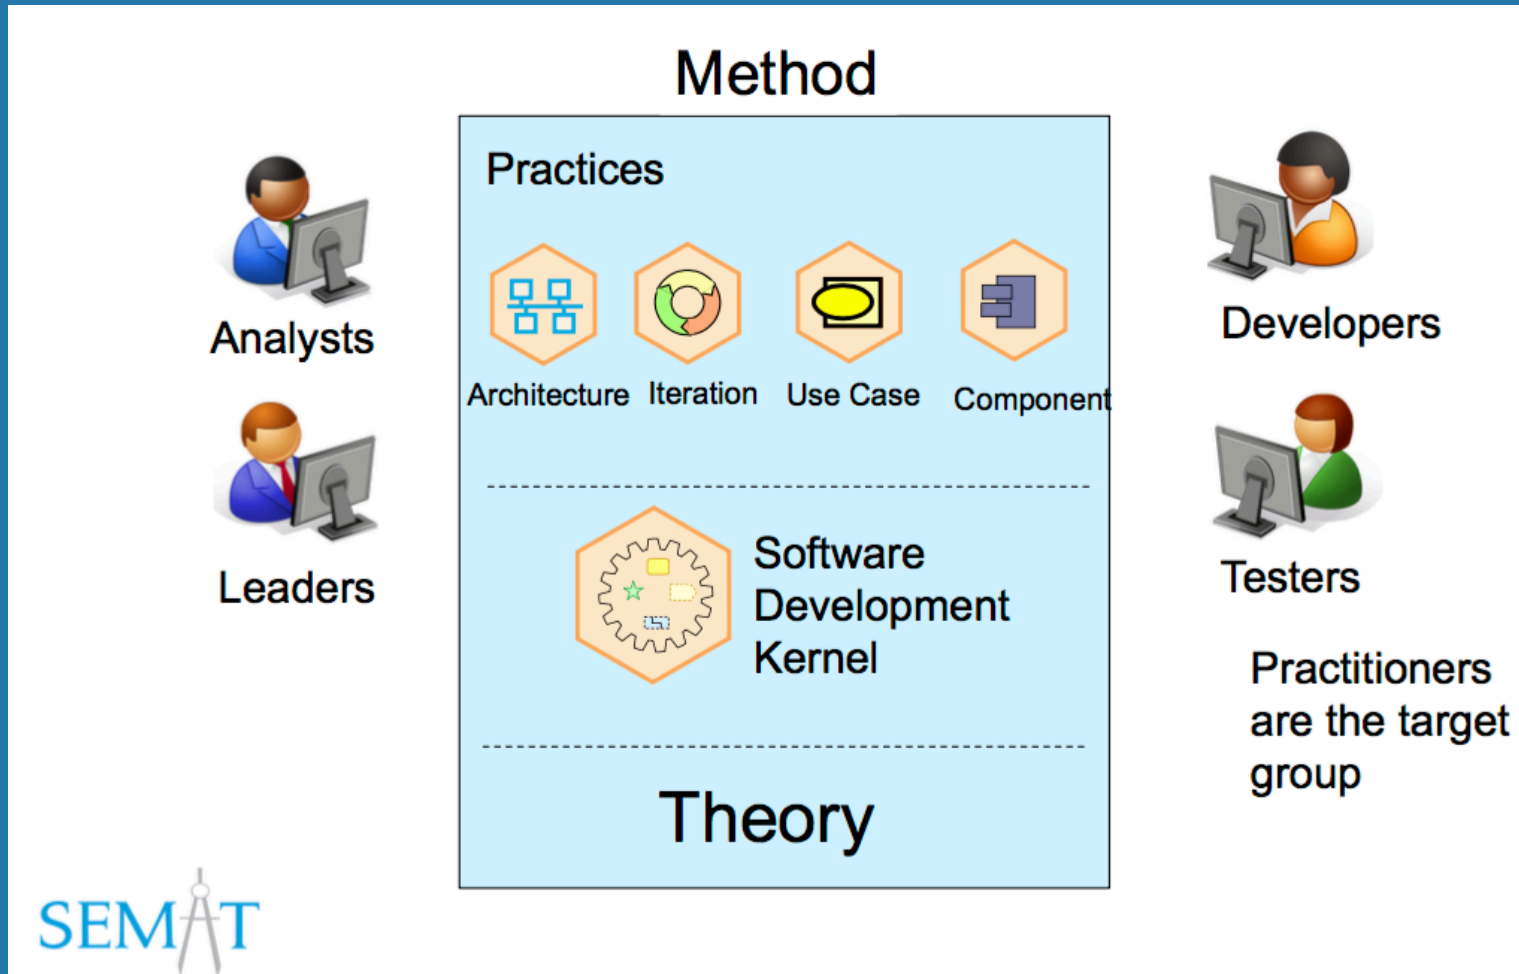 Method
Practices
Architecture
Iteration
Use Case
Component
Software
Development
Kernel
Theory
Analysts
Leaders
Developers
Testers
Practitioners
are the target
group
SEMAT